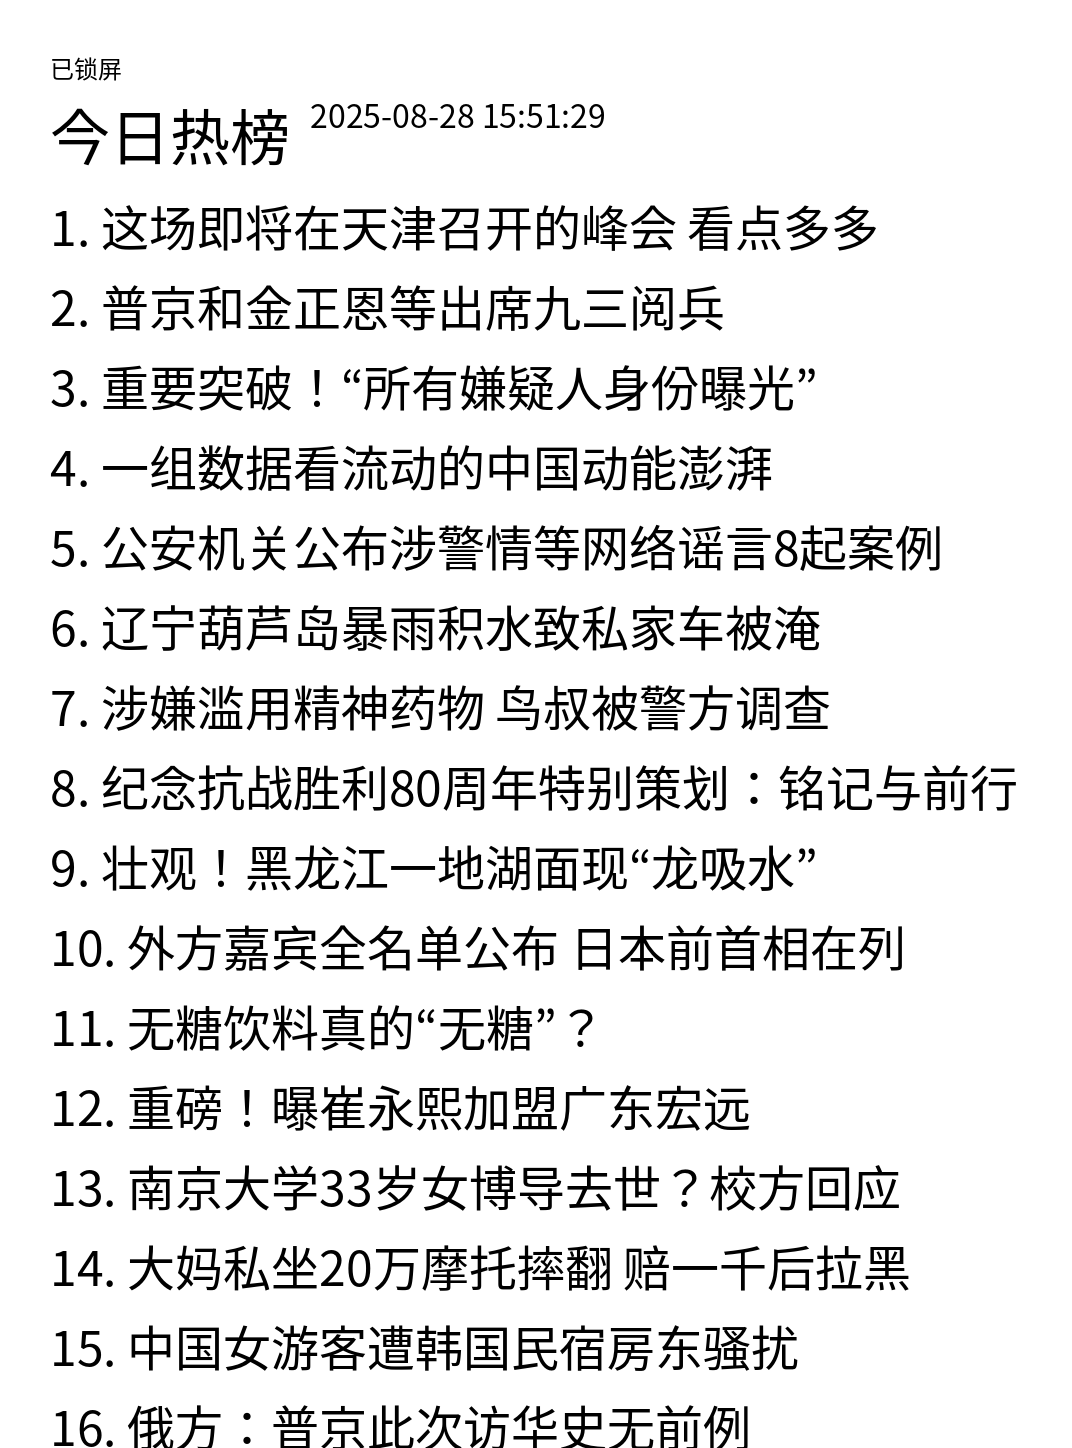 已锁屏
今日热榜 2025-08-28 15:51:29
1. 这场即将在天津召开的峰会 看点多多
2. 普京和金正恩等出席九三阅兵
3. 重要突破！“所有嫌疑人身份曝光”
4. 一组数据看流动的中国动能澎湃
5. 公安机关公布涉警情等网络谣言8起案例
6. 辽宁葫芦岛暴雨积水致私家车被淹
7. 涉嫌滥用精神药物 鸟叔被警方调查
8. 纪念抗战胜利80周年特别策划：铭记与前行
9. 壮观！黑龙江一地湖面现“龙吸水”
10. 外方嘉宾全名单公布 日本前首相在列
11. 无糖饮料真的“无糖”？
12. 重磅！曝崔永熙加盟广东宏远
13. 南京大学33岁女博导去世？校方回应
14. 大妈私坐20万摩托摔翻 赔一千后拉黑
15. 中国女游客遭韩国民宿房东骚扰
16. 俄方：普京此次访华史无前例